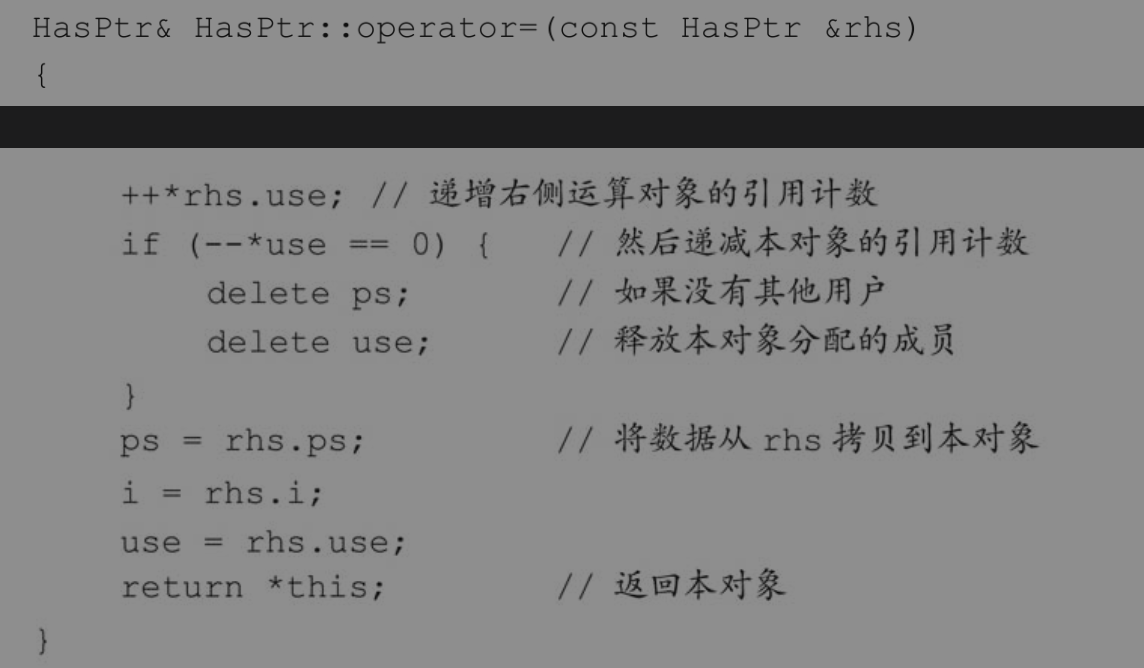 HasPtr& HasPtr::operator=(const HasPtr &rhs)
{
++*rhs.use; // 递增右侧运算对象的引用计数
if (--*use == 0) { // 然后递减本对象的引用计数
delete ps; // 如果没有其他用户
delete use; // 释放本对象分配的成员
}
ps = rhs.ps; // 将数据从 rhs 拷贝到本对象
i = rhs.i;
use = rhs.use;
return *this; // 返回本对象
}